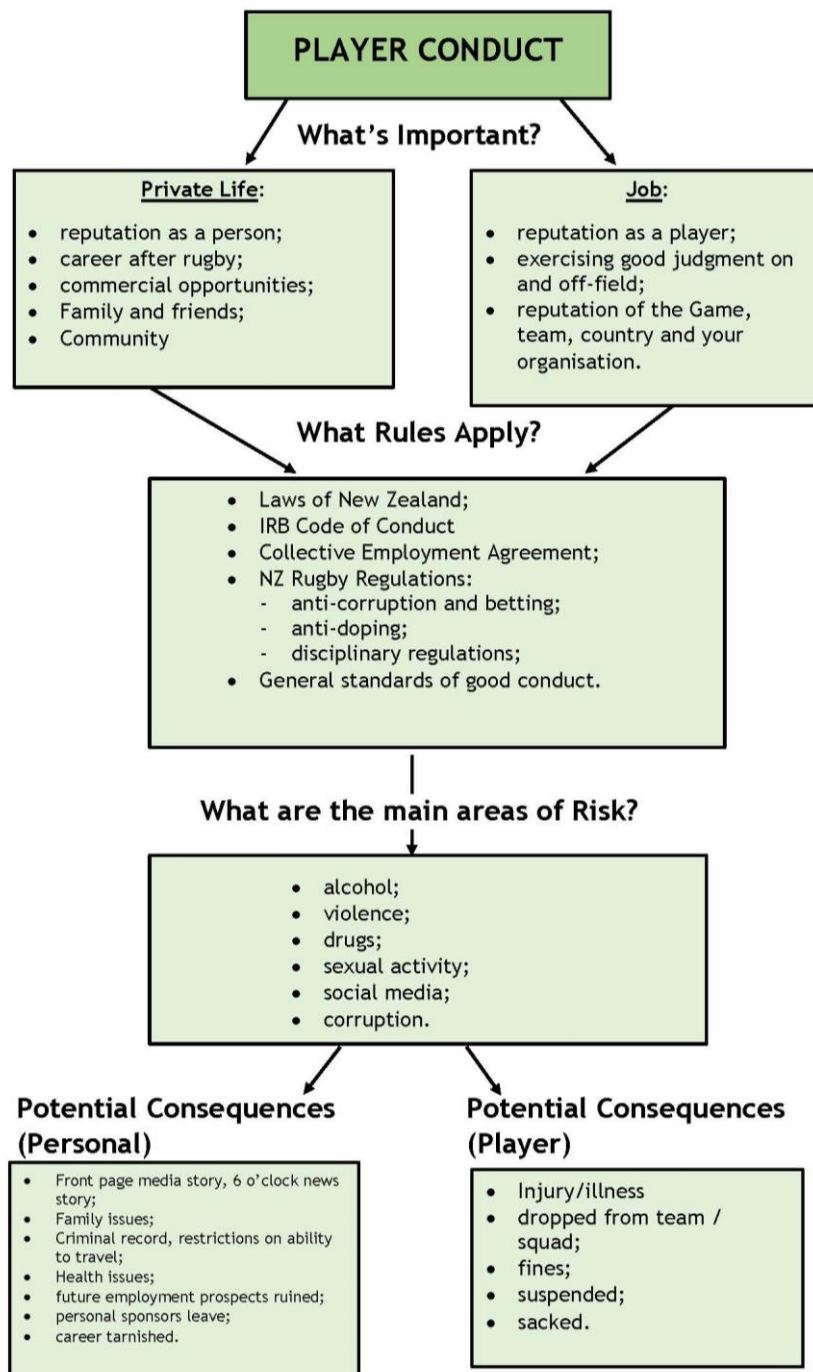 PLAYER CONDUCT
What's Important?
Private Life:
• reputation as a person;
• career after rugby;
• commercial opportunities;
• Family and friends;
• Community
Job:
• reputation as a player;
• exercising good judgment on
and off-field;
• reputation of the Game,
team, country and your
organisation.
What Rules Apply?
• Laws of New Zealand;
• IRB Code of Conduct
• Collective Employment Agreement;
• NZ Rugby Regulations:
- anti-corruption and betting;
- anti-doping;
- disciplinary regulations;
• General standards of good conduct.
What are the main areas of Risk?
• alcohol;
• violence;
• drugs;
• sexual activity;
• social media;
• corruption.
Potential Consequences
(Personal)
• Front page media story, 6 o'clock news
story;
• Family issues;
• Criminal record, restrictions on ability
to travel;
• Health issues;
• future employment prospects ruined;
• personal sponsors leave;
• career tarnished.
Potential Consequences
(Player)
• Injury/illness
• dropped from team /
squad;
• fines;
• suspended;
• sacked.